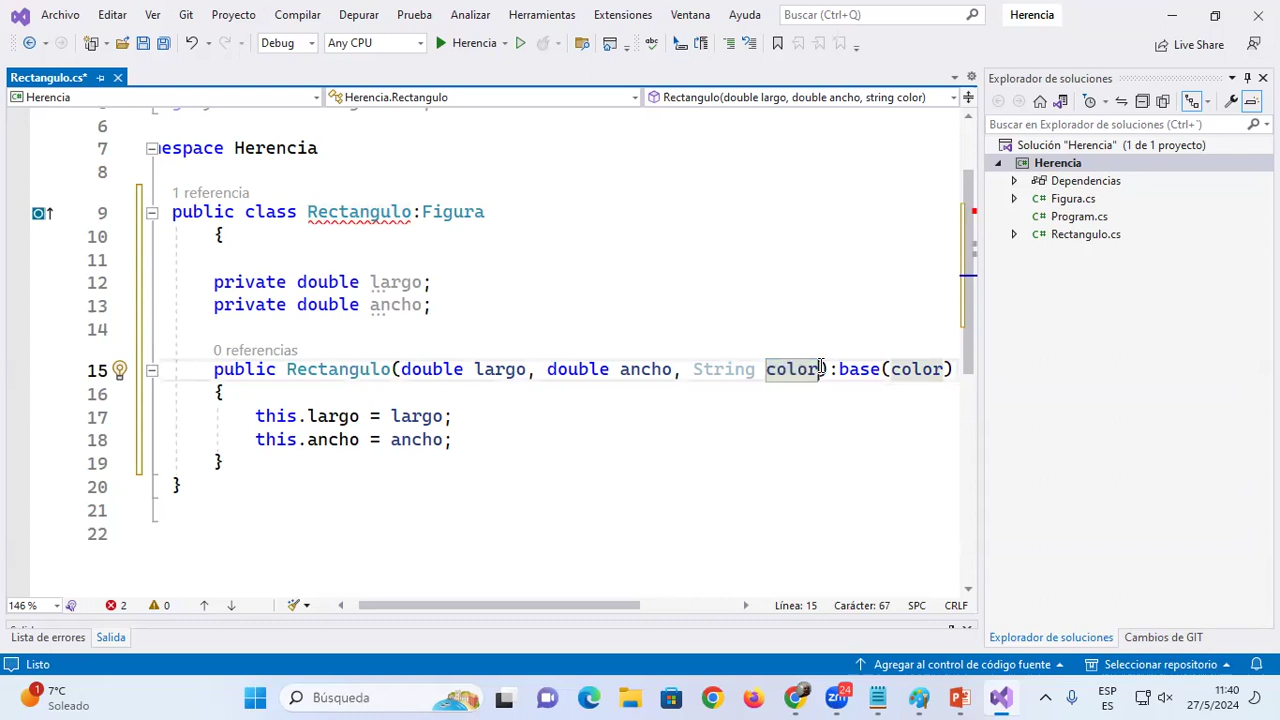 Archivo Editar Ver Git Proyecto Compilar Depurar Prueba Analizar Herramientas Extensiones Ventana Ayuda Buscar (Ctrl+Q) Herencia
Debug Any CPU Herencia Live Share
Rectangulo.cs* Explorador de soluciones
Herencia Herencia.Rectangulo Rectangulo(double largo, double ancho, string color)
Buscar en Explorador de soluciones (Ctrl+´)
6
7 espace Herencia
8
1 referencia
9 public class Rectangulo:Figura
10 {
11
12 private double largo;
13 private double ancho;
14
0 referencias
15 public Rectangulo(double largo, double ancho, String color):base(color)
16 {
17 this.largo = largo;
18 this.ancho = ancho;
19 }
20 }
21
22
Solución "Herencia" (1 de 1 proyecto)
Herencia
Dependencias
C# Figura.cs
C# Program.cs
C# Rectangulo.cs
146 % 2 0 Línea: 15 Carácter: 67 SPC CRLF
Lista de errores Salida Explorador de soluciones Cambios de GIT
Listo Agregar al control de código fuente Seleccionar repositorio
1 7°C
Soleado
Búsqueda
24
ESP
ES
11:40
27/5/2024